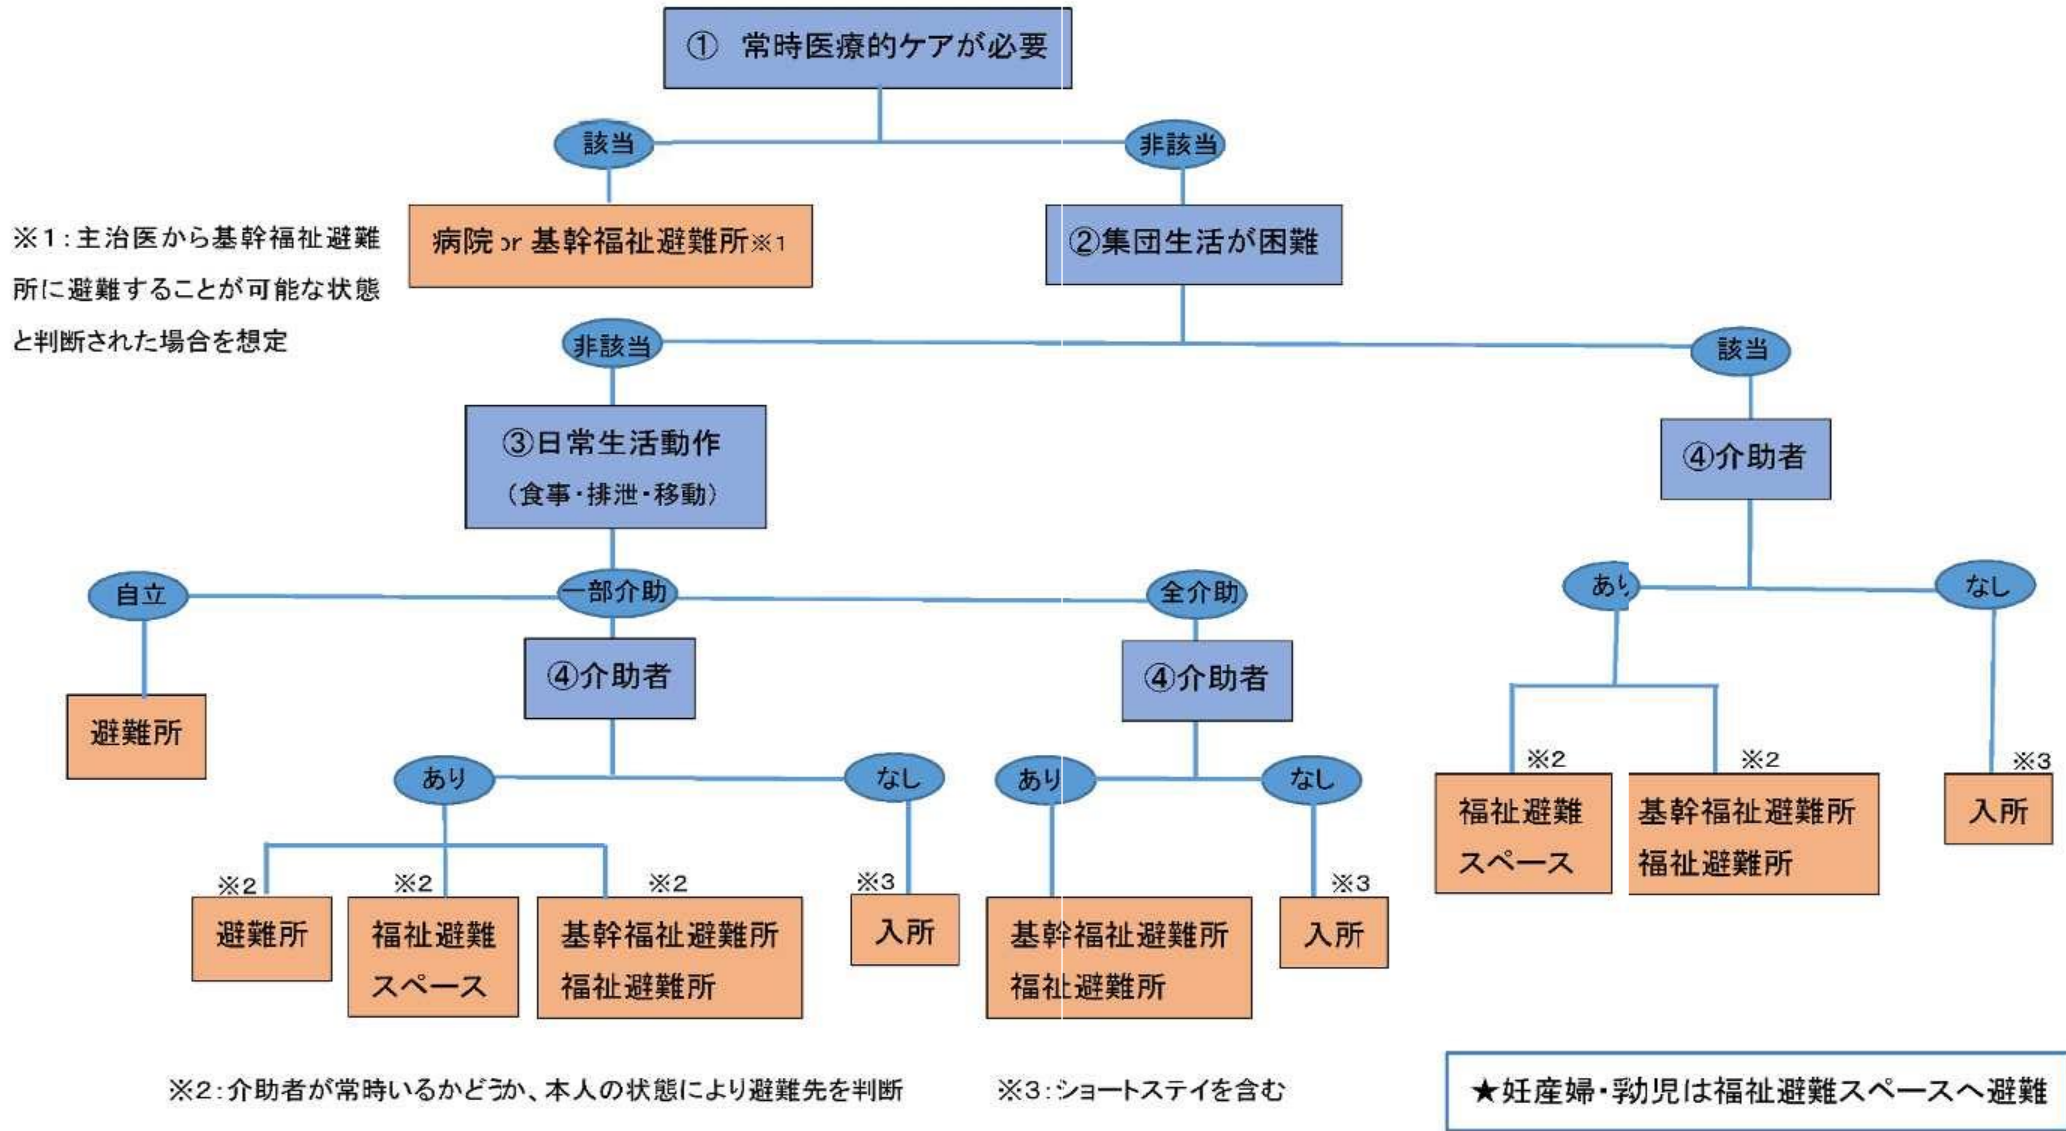 ① 常時医療的ケアが必要
該当
非該当
※1:主治医から基幹福祉避難
所に避難することが可能な状態
と判断された場合を想定
病院 or 基幹福祉避難所※1
②集団生活が困難
非該当
該当
③日常生活動作
(食事・排泄・移動)
④介助者
自立
一部介助
全介助
あり
なし
避難所
④介助者
④介助者
※2
福祉避難
スペース
※2
基幹福祉避難所
福祉避難所
※3
入所
あり
なし
あり
なし
※2
避難所
※2
福祉避難
スペース
※2
基幹福祉避難所
福祉避難所
※3
入所
基幹福祉避難所
福祉避難所
※3
入所
※2:介助者が常時いるかどうか、本人の状態により避難先を判断
※3:ショートステイを含む
★妊産婦・乳幼児は福祉避難スペースへ避難